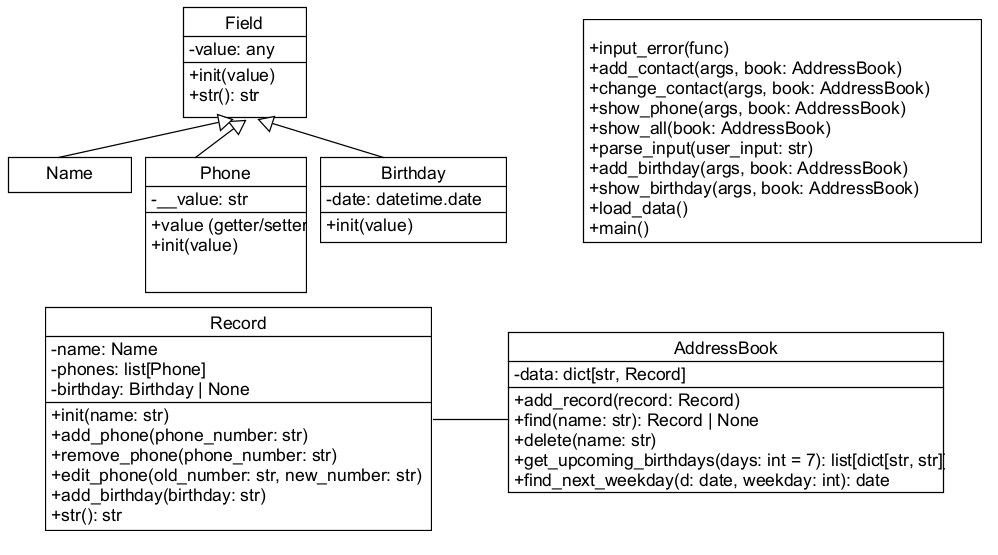 Field
-value: any
+init(value)
+str(): str
+input_error(func)
+add_contact(args, book: AddressBook)
+change_contact(args, book: AddressBook)
+show_phone(args, book: AddressBook)
+show_all(book: AddressBook)
+parse_input(user_input: str)
+add_birthday(args, book: AddressBook)
+show_birthday(args, book: AddressBook)
+load_data()
+main()
Name
Phone
-__value: str
+value (getter/setter
+init(value)
Birthday
-date: datetime.date
+init(value)
Record
-name: Name
-phones: list[Phone]
-birthday: Birthday | None
+init(name: str)
+add_phone(phone_number: str)
+remove_phone(phone_number: str)
+edit_phone(old_number: str, new_number: str)
+add_birthday(birthday: str)
+str(): str
AddressBook
-data: dict[str, Record]
+add_record(record: Record)
+find(name: str): Record | None
+delete(name: str)
+get_upcoming_birthdays(days: int = 7): list[dict[str, str]
+find_next_weekday(d: date, weekday: int): date